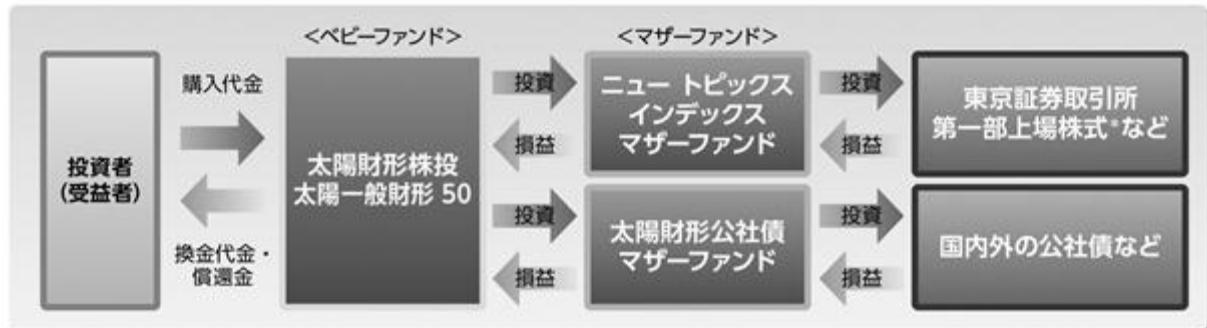 <ベビーファンド>
<マザーファンド>
投資者
(受益者)
購入代金
換金代金・
償還金
太陽財形株投
太陽一般財形 50
投資
損益
ニュー トピックス
インデックス
マザーファンド
投資
損益
東京証券取引所
第一部上場株式*など
投資
損益
太陽財形公社債
マザーファンド
投資
損益
国内外の公社債など